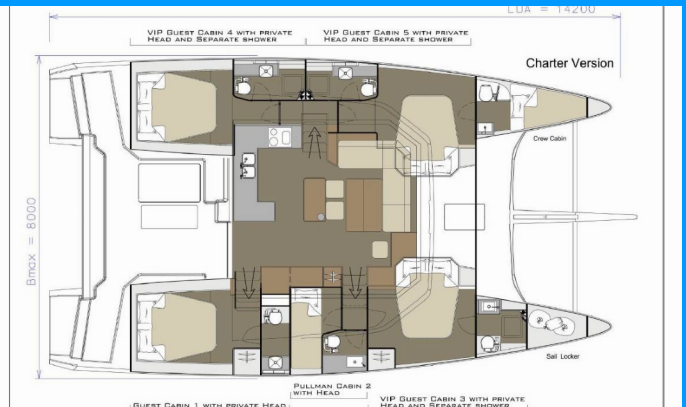 LOA = 14200
VIP Guest Cabin 4 with private
Head and Separate shower
VIP Guest Cabin 5 with private
Head and Separate shower
Charter Version
Crew Cabin
Bmax = 8000
Sail Locker
Pullman Cabin 2
with Head
Guest Cabin 1 with private Head
VIP Guest Cabin 3 with private
Head and Separate shower